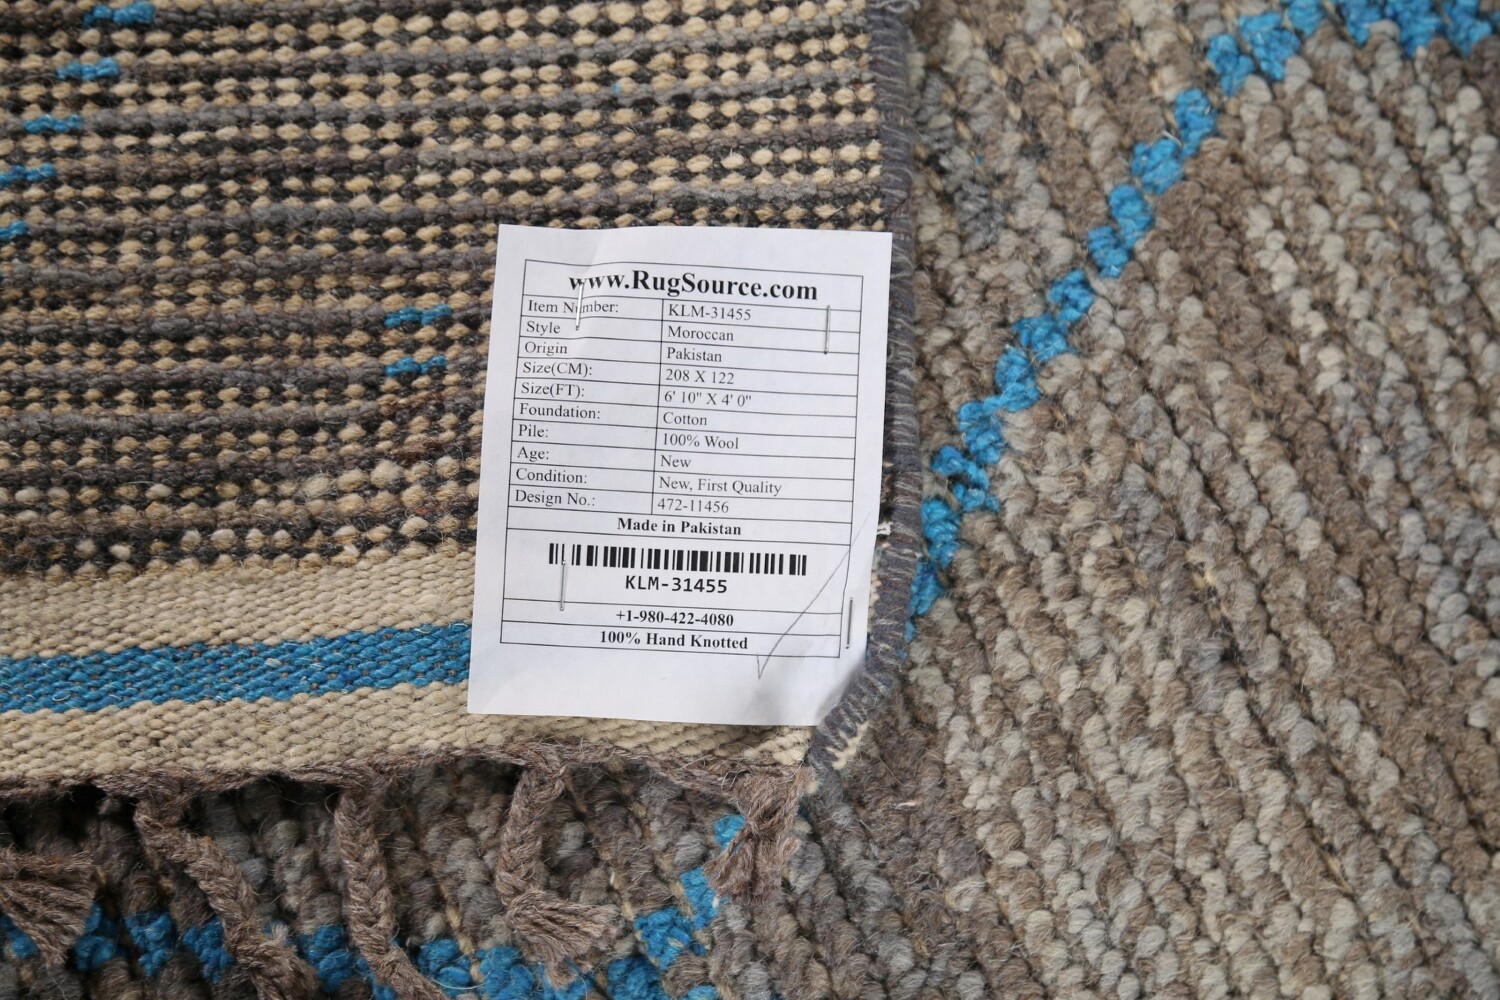 www.RugSource.com
Item Number: KLM-31455
Style Moroccan
Origin Pakistan
Size(CM): 208 X 122
Size(FT): 6' 10" X 4' 0"
Foundation: Cotton
Pile: 100% Wool
Age: New
Condition: New, First Quality
Design No.: 472-11456
Made in Pakistan
KLM-31455
+1-980-422-4080
100% Hand Knotted